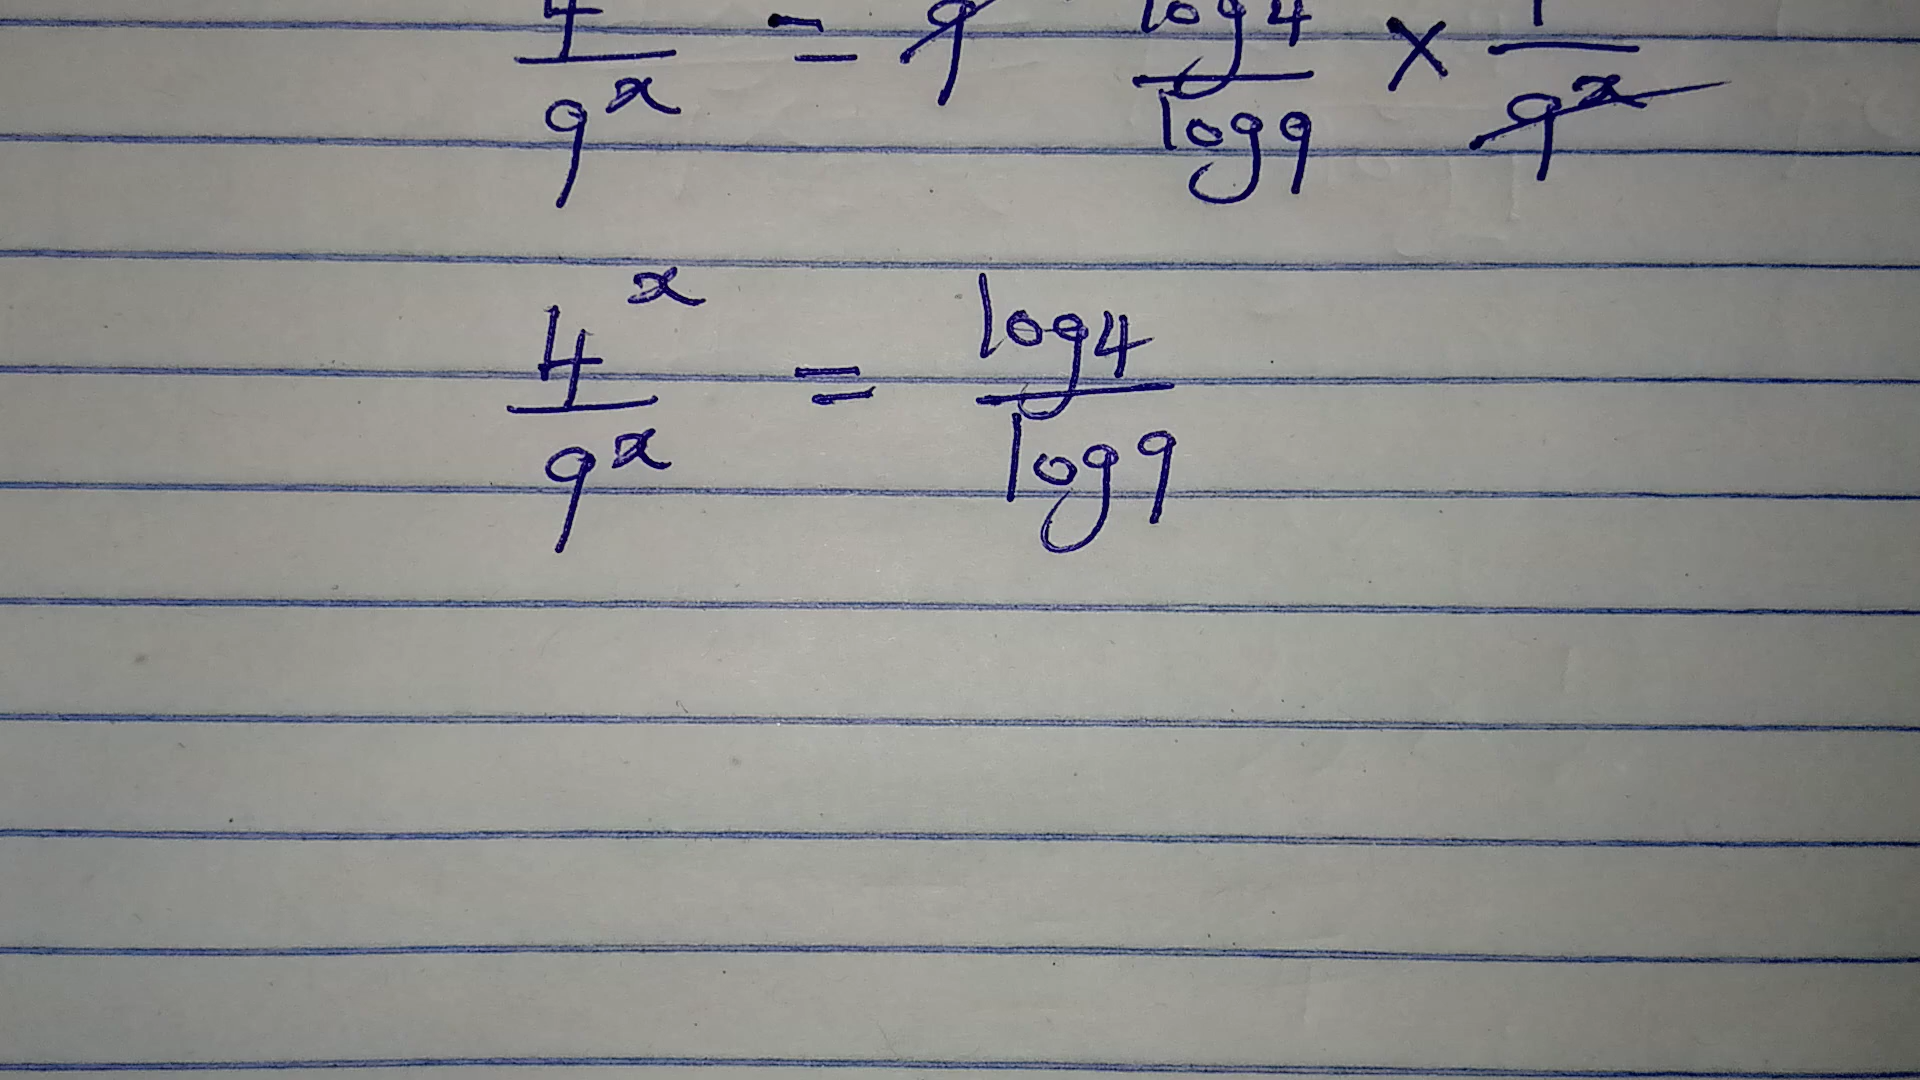 4/9^x = 9 log4/log9 × 1/9^x
4^x/9^x = log4/log9